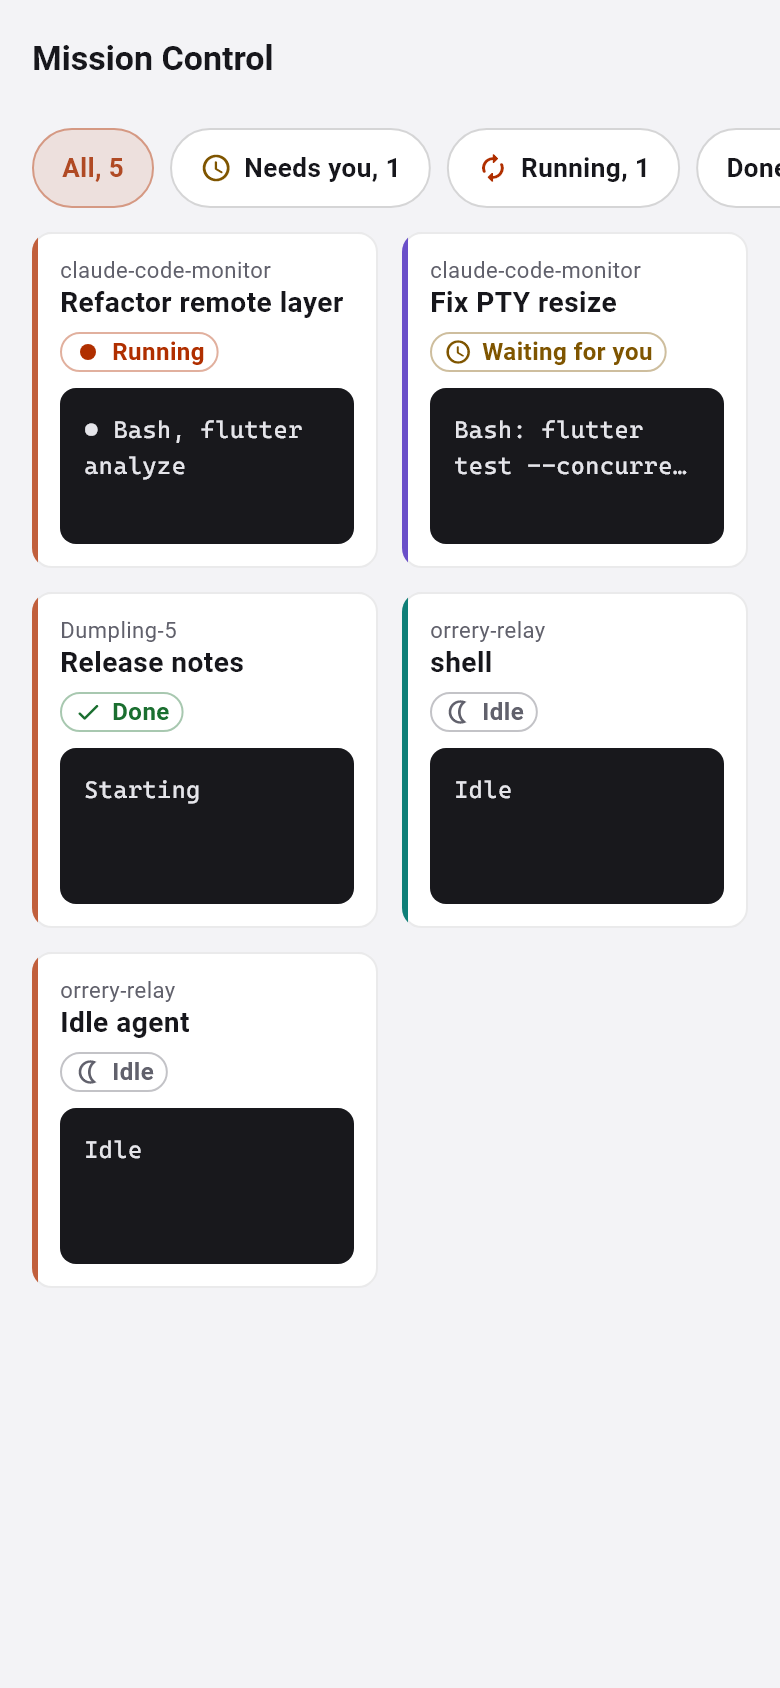 Mission Control
All, 5
Needs you, 1
Running, 1
Done
claude-code-monitor
Refactor remote layer
Running
● Bash, flutter
analyze
claude-code-monitor
Fix PTY resize
Waiting for you
Bash: flutter
test --concurre…
Dumpling-5
Release notes
Done
Starting
orrery-relay
shell
Idle
Idle
orrery-relay
Idle agent
Idle
Idle